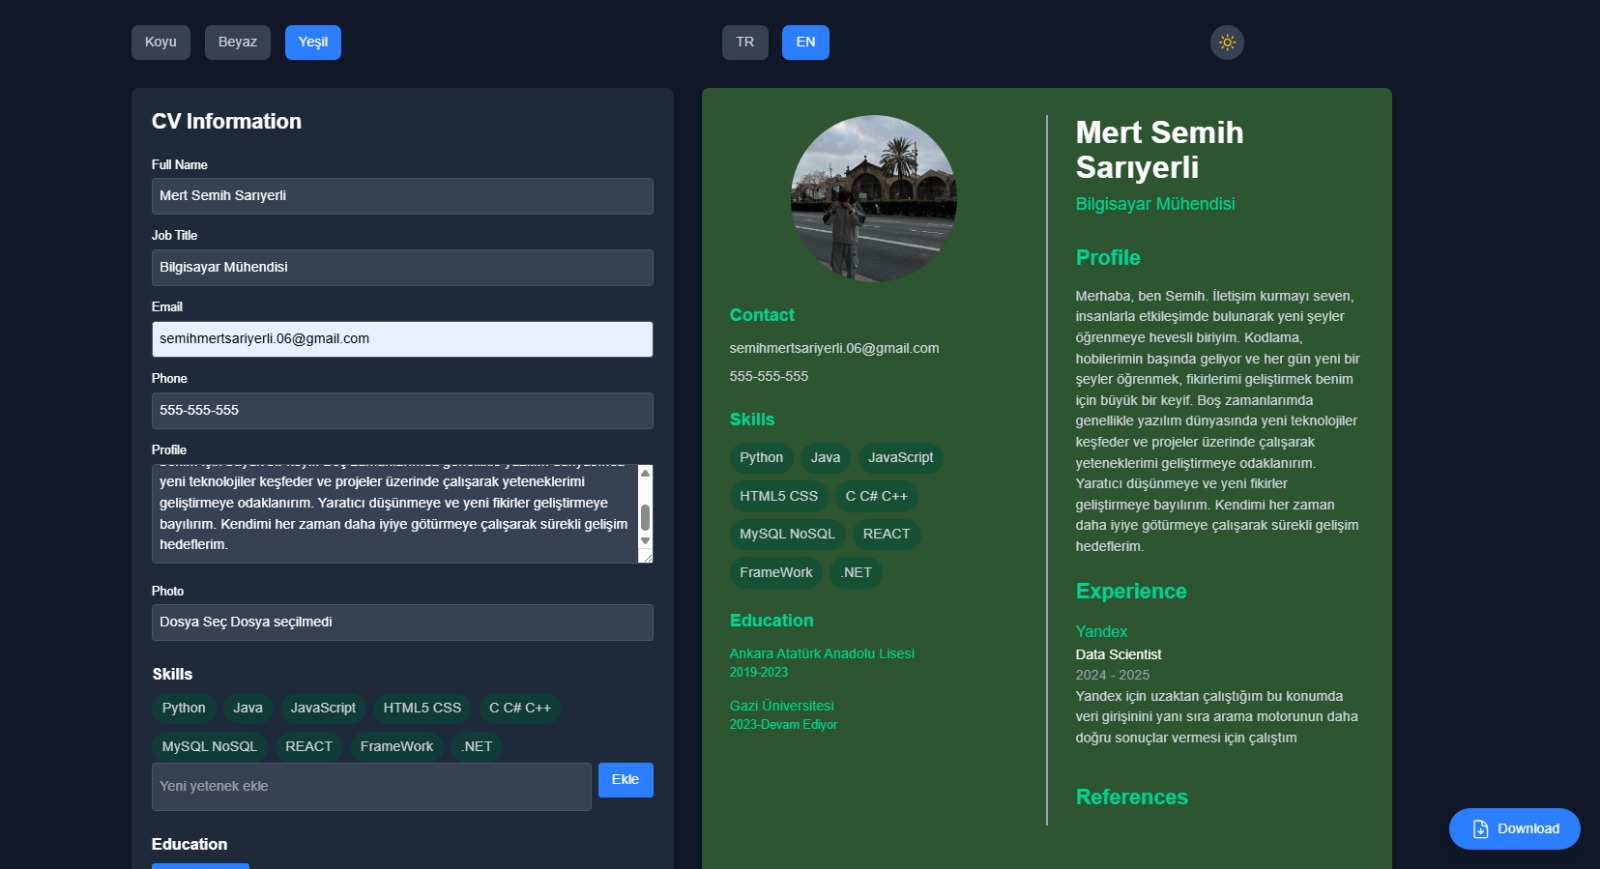 Koyu
Beyaz
Yeşil
TR
EN
CV Information
Full Name
Mert Semih Sarıyerli
Job Title
Bilgisayar Mühendisi
Email
semihmertsariyerli.06@gmail.com
Phone
555-555-555
Profile
yeni teknolojiler keşfeder ve projeler üzerinde çalışarak yeteneklerimi
geliştirmeye odaklanırım. Yaratıcı düşünmeye ve yeni fikirler geliştirmeye
bayılırım. Kendimi her zaman daha iyiye götürmeye çalışarak sürekli gelişim
hedeflerim.
Photo
Dosya Seç Dosya seçilmedi
Skills
Python
Java
JavaScript
HTML5 CSS
C C# C++
MySQL NoSQL
REACT
FrameWork
.NET
Yeni yetenek ekle
Ekle
Education
Contact
semihmertsariyerli.06@gmail.com
555-555-555
Skills
Python
Java
JavaScript
HTML5 CSS
C C# C++
MySQL NoSQL
REACT
FrameWork
.NET
Education
Ankara Atatürk Anadolu Lisesi
2019-2023
Gazi Üniversitesi
2023-Devam Ediyor
Mert Semih
Sarıyerli
Bilgisayar Mühendisi
Profile
Merhaba, ben Semih. İletişim kurmayı seven,
insanlarla etkileşimde bulunarak yeni şeyler
öğrenmeye hevesli biriyim. Kodlama,
hobilerimin başında geliyor ve her gün yeni bir
şeyler öğrenmek, fikirlerimi geliştirmek benim
için büyük bir keyif. Boş zamanlarımda
genellikle yazılım dünyasında yeni teknolojiler
keşfeder ve projeler üzerinde çalışarak
yeteneklerimi geliştirmeye odaklanırım.
Yaratıcı düşünmeye ve yeni fikirler
geliştirmeye bayılırım. Kendimi her zaman
daha iyiye götürmeye çalışarak sürekli gelişim
hedeflerim.
Experience
Yandex
Data Scientist
2024 - 2025
Yandex için uzaktan çalıştığım bu konumda
veri girişinini yanı sıra arama motorunun daha
doğru sonuçlar vermesi için çalıştım
References
Download